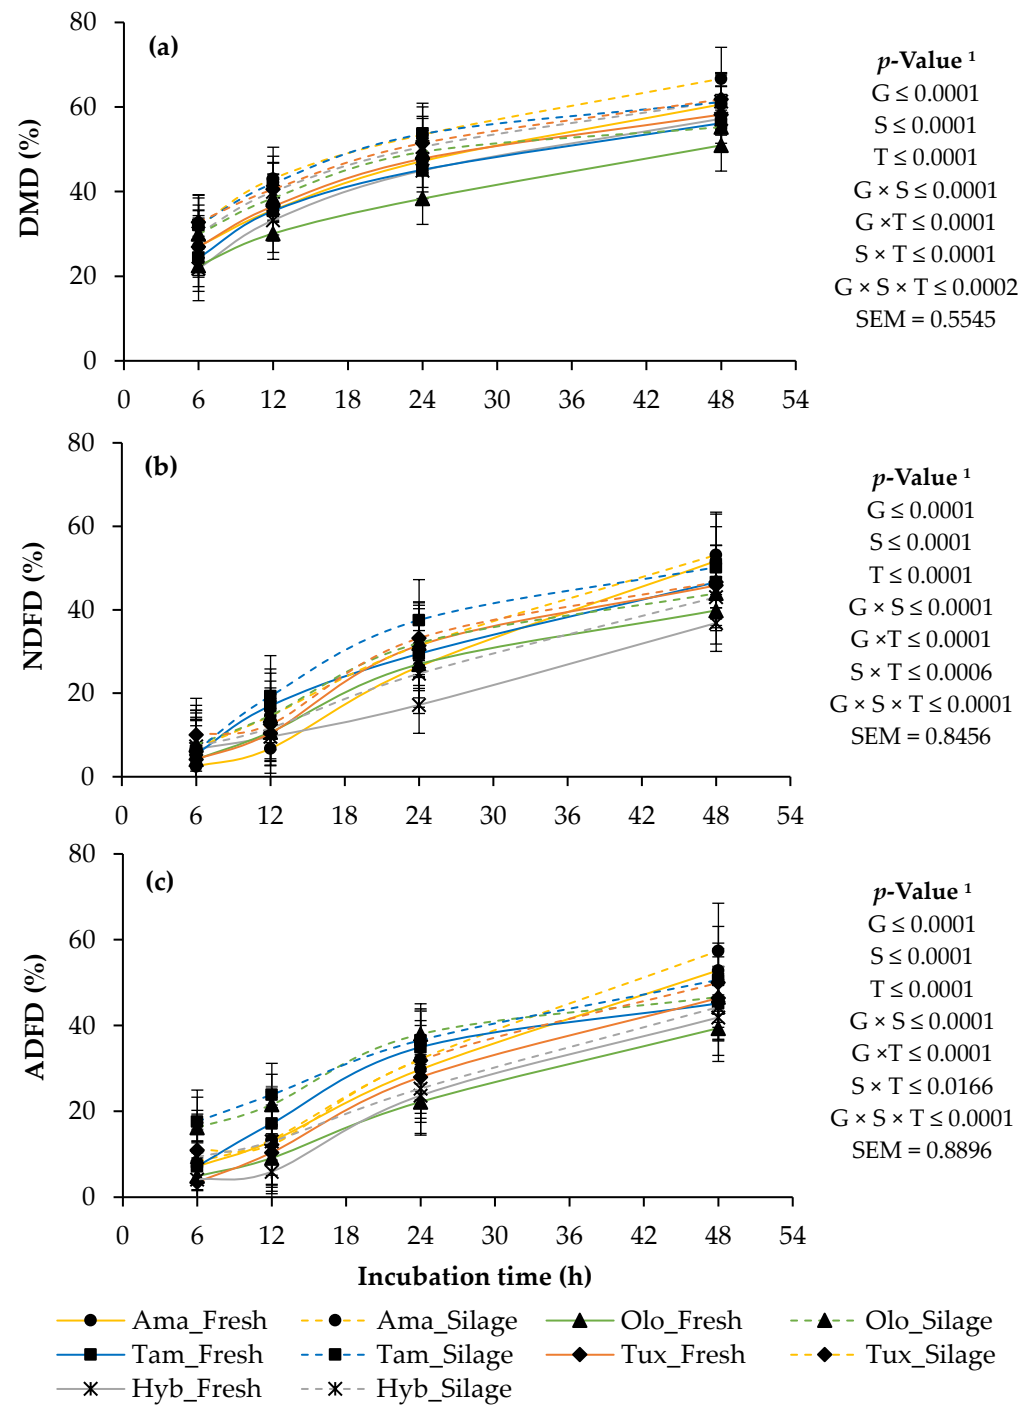 80
60
40
20
0
DMD (%)
(a)
0 6 12 18 24 30 36 42 48 54
p-Value ¹
G ≤ 0.0001
S ≤ 0.0001
T ≤ 0.0001
G × S ≤ 0.0001
G ×T ≤ 0.0001
S × T ≤ 0.0001
G × S × T ≤ 0.0002
SEM = 0.5545
80
60
40
20
0
NDFD (%)
(b)
0 6 12 18 24 30 36 42 48 54
p-Value ¹
G ≤ 0.0001
S ≤ 0.0001
T ≤ 0.0001
G × S ≤ 0.0001
G ×T ≤ 0.0001
S × T ≤ 0.0006
G × S × T ≤ 0.0001
SEM = 0.8456
80
60
40
20
0
ADFD (%)
(c)
0 6 12 18 24 30 36 42 48 54
Incubation time (h)
p-Value ¹
G ≤ 0.0001
S ≤ 0.0001
T ≤ 0.0001
G × S ≤ 0.0001
G ×T ≤ 0.0001
S × T ≤ 0.0166
G × S × T ≤ 0.0001
SEM = 0.8896
Ama_Fresh Ama_Silage Olo_Fresh Olo_Silage
Tam_Fresh Tam_Silage Tux_Fresh Tux_Silage
Hyb_Fresh Hyb_Silage